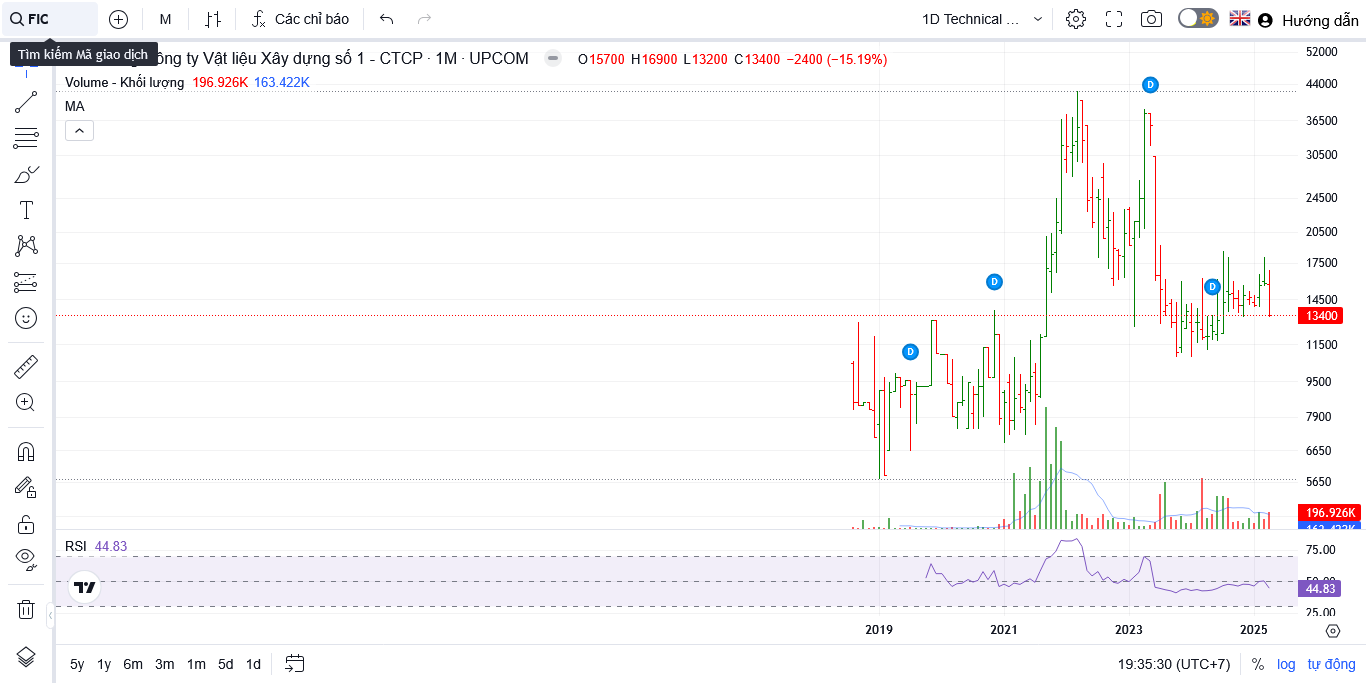 FIC
M
Các chỉ báo
1D Technical ...
Hướng dẫn
Tìm kiếm Mã giao dịch
ông ty Vật liệu Xây dựng số 1 - CTCP · 1M · UPCOM
O15700 H16900 L13200 C13400 −2400 (−15.19%)
Volume - Khối lượng 196.926K 163.422K
MA
D
D
D
D
52000
44000
36500
30500
24500
20500
17500
14500
13400
11500
9500
7900
6650
5650
196.926K
163.422K
RSI 44.83
75.00
50.00
44.83
25.00
2019 2021 2023 2025
5y 1y 6m 3m 1m 5d 1d
19:35:30 (UTC+7) % log tự động